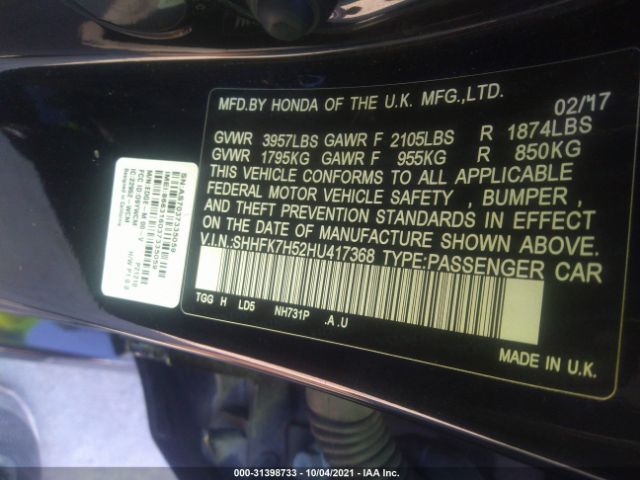 MFD.BY HONDA OF THE U.K. MFG.,LTD. 02/'17
GVWR 3957LBS GAWR F 2105LBS R 1874LBS
GVWR 1795KG GAWR F 955KG R 850KG
THIS VEHICLE CONFORMS TO ALL APPLICABLE
FEDERAL MOTOR VEHICLE SAFETY , BUMPER ,
AND THEFT PREVENTION STANDARDS IN EFFECT
ON THE DATE OF MANUFACTURE SHOWN ABOVE.
V.I.N:SHHFK7H52HU417368 TYPE:PASSENGER CAR
TGG H LD5 NH731P .A.U
MADE IN U.K.
SN:AS7037335059
000-31398733 - 10/04/2021 - IAA Inc.